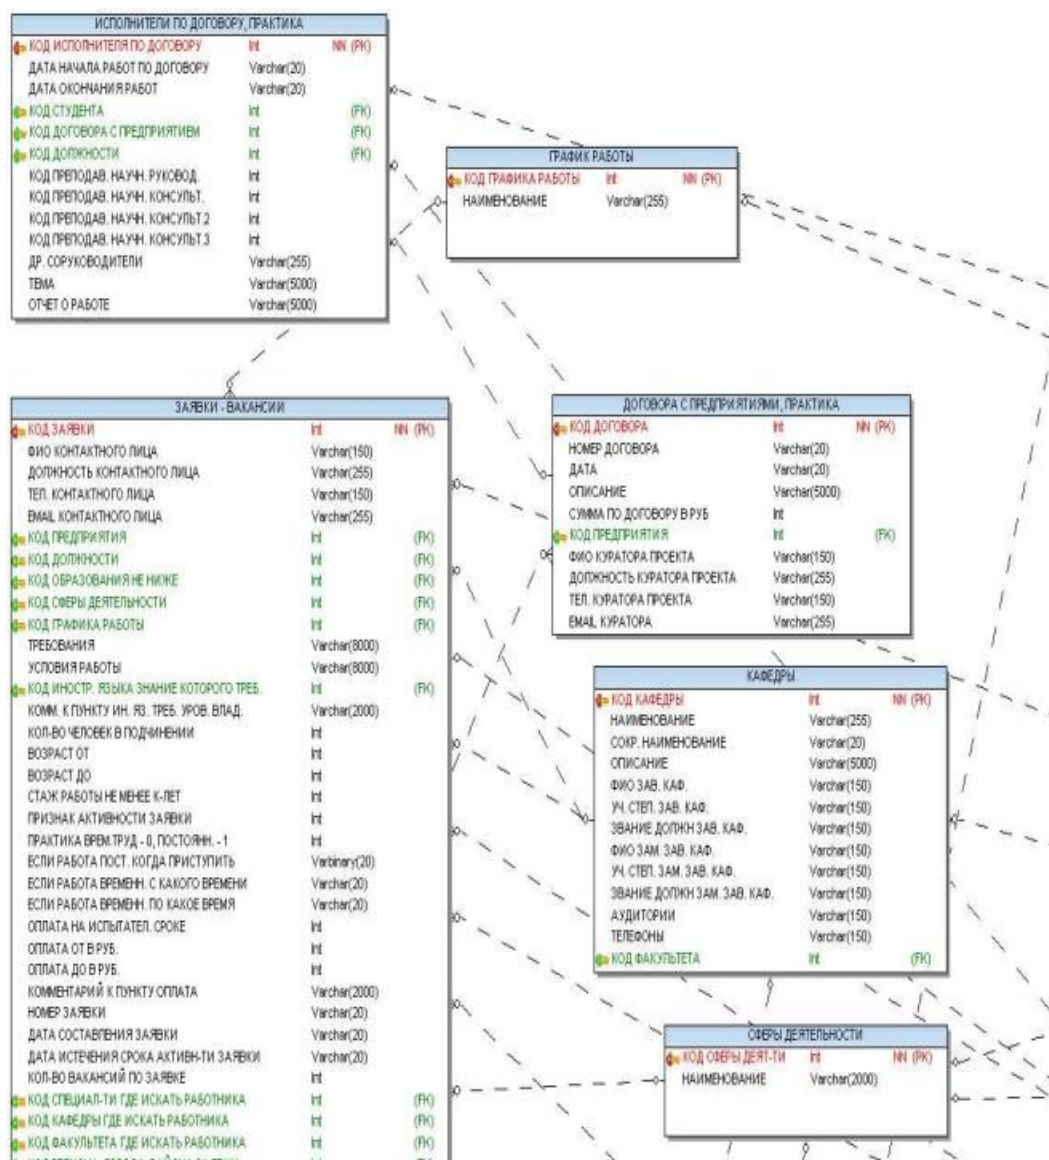 ИСПОЛНИТЕЛИ ПО ДОГОВОРУ, ПРАКТИКА
КОД ИСПОЛНИТЕЛЯ ПО ДОГОВОРУ Int NN (PK)
ДАТА НАЧАЛА РАБОТ ПО ДОГОВОРУ Varchar(20)
ДАТА ОКОНЧАНИЯ РАБОТ Varchar(20)
КОД СТУДЕНТА Int (FK)
КОД ДОГОВОРА С ПРЕДПРИЯТИЕМ Int (FK)
КОД ДОЛЖНОСТИ Int (FK)
КОД ПРЕПОДАВ. НАУЧН. РУКОВОД. Int
КОД ПРЕПОДАВ. НАУЧН. КОНСУЛЬТ. Int
КОД ПРЕПОДАВ. НАУЧН. КОНСУЛЬТ.2 Int
КОД ПРЕПОДАВ. НАУЧН. КОНСУЛЬТ.3 Int
ДР. СОРУКОВОДИТЕЛИ Varchar(255)
ТЕМА Varchar(5000)
ОТЧЕТ О РАБОТЕ Varchar(5000)
ГРАФИК РАБОТЫ
КОД ГРАФИКА РАБОТЫ Int NN (PK)
НАИМЕНОВАНИЕ Varchar(255)
ЗАЯВКИ - ВАКАНСИИ
КОД ЗАЯВКИ Int NN (PK)
ФИО КОНТАКТНОГО ЛИЦА Varchar(150)
ДОЛЖНОСТЬ КОНТАКТНОГО ЛИЦА Varchar(255)
ТЕЛ. КОНТАКТНОГО ЛИЦА Varchar(150)
EMAIL КОНТАКТНОГО ЛИЦА Varchar(255)
КОД ПРЕДПРИЯТИЯ Int (FK)
КОД ДОЛЖНОСТИ Int (FK)
КОД ОБРАЗОВАНИЯ НЕ НИЖЕ Int (FK)
КОД СФЕРЫ ДЕЯТЕЛЬНОСТИ Int (FK)
КОД ГРАФИКА РАБОТЫ Int (FK)
ТРЕБОВАНИЯ Varchar(8000)
УСЛОВИЯ РАБОТЫ Varchar(8000)
КОД ИНОСТР. ЯЗЫКА ЗНАНИЕ КОТОРОГО ТРЕБ. Int (FK)
КОММ. К ПУНКТУ ИН. ЯЗ. ТРЕБ. УРОВ. ВЛАД. Varchar(2000)
КОЛ-ВО ЧЕЛОВЕК В ПОДЧИНЕНИИ Int
ВОЗРАСТ ОТ Int
ВОЗРАСТ ДО Int
СТАЖ РАБОТЫ НЕ МЕНЕЕ К-ЛЕТ Int
ПРИЗНАК АКТИВНОСТИ ЗАЯВКИ Int
ПРАКТИКА ВРЕМ.ТРУД - 0, ПОСТОЯНН. - 1 Int
ЕСЛИ РАБОТА ПОСТ. КОГДА ПРИСТУПИТЬ Varbinary(20)
ЕСЛИ РАБОТА ВРЕМЕНН. С КАКОГО ВРЕМЕНИ Varchar(20)
ЕСЛИ РАБОТА ВРЕМЕНН. ПО КАКОЕ ВРЕМЯ Varchar(20)
ОПЛАТА НА ИСПЫТАТЕЛ. СРОКЕ Int
ОПЛАТА ОТ В РУБ. Int
ОПЛАТА ДО В РУБ. Int
КОММЕНТАРИЙ К ПУНКТУ ОПЛАТА Varchar(2000)
НОМЕР ЗАЯВКИ Varchar(20)
ДАТА СОСТАВЛЕНИЯ ЗАЯВКИ Varchar(20)
ДАТА ИСТЕЧЕНИЯ СРОКА АКТИВН-ТИ ЗАЯВКИ Varchar(20)
КОЛ-ВО ВАКАНСИЙ ПО ЗАЯВКЕ Int
КОД СПЕЦИАЛ-ТИ ГДЕ ИСКАТЬ РАБОТНИКА Int (FK)
КОД КАФЕДРЫ ГДЕ ИСКАТЬ РАБОТНИКА Int (FK)
КОД ФАКУЛЬТЕТА ГДЕ ИСКАТЬ РАБОТНИКА Int (FK)
ДОГОВОРА С ПРЕДПРИЯТИЯМИ, ПРАКТИКА
КОД ДОГОВОРА Int NN (PK)
НОМЕР ДОГОВОРА Varchar(20)
ДАТА Varchar(20)
ОПИСАНИЕ Varchar(5000)
СУММА ПО ДОГОВОРУ В РУБ Int
КОД ПРЕДПРИЯТИЯ Int (FK)
ФИО КУРАТОРА ПРОЕКТА Varchar(150)
ДОЛЖНОСТЬ КУРАТОРА ПРОЕКТА Varchar(255)
ТЕЛ. КУРАТОРА ПРОЕКТА Varchar(150)
EMAIL КУРАТОРА Varchar(255)
КАФЕДРЫ
КОД КАФЕДРЫ Int NN (PK)
НАИМЕНОВАНИЕ Varchar(255)
СОКР. НАИМЕНОВАНИЕ Varchar(20)
ОПИСАНИЕ Varchar(5000)
ФИО ЗАВ. КАФ. Varchar(150)
УЧ. СТЕП. ЗАВ. КАФ. Varchar(150)
ЗВАНИЕ ДОЛЖН ЗАВ. КАФ. Varchar(150)
ФИО ЗАМ. ЗАВ. КАФ. Varchar(150)
УЧ. СТЕП. ЗАМ. ЗАВ. КАФ. Varchar(150)
ЗВАНИЕ ДОЛЖН ЗАМ. ЗАВ. КАФ. Varchar(150)
АУДИТОРИИ Varchar(150)
ТЕЛЕФОНЫ Varchar(150)
КОД ФАКУЛЬТЕТА Int (FK)
СФЕРЫ ДЕЯТЕЛЬНОСТИ
КОД СФЕРЫ ДЕЯТ-ТИ Int NN (PK)
НАИМЕНОВАНИЕ Varchar(2000)